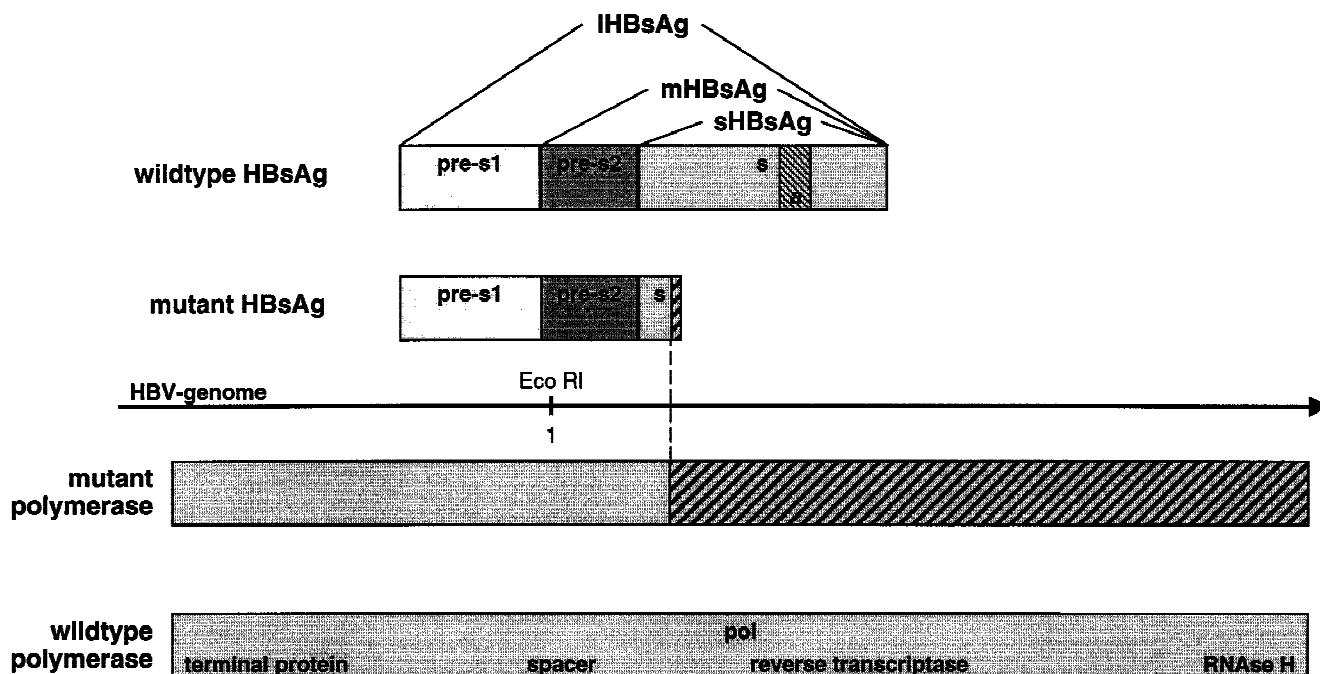 lHBsAg
mHBsAg
sHBsAg
wildtype HBsAg
pre-s1
pre-s2
s
a
mutant HBsAg
pre-s1
pre-s2
s
Eco RI
HBV-genome
1
mutant
polymerase
wildtype
polymerase
pol
terminal protein
spacer
reverse transcriptase
RNAse H